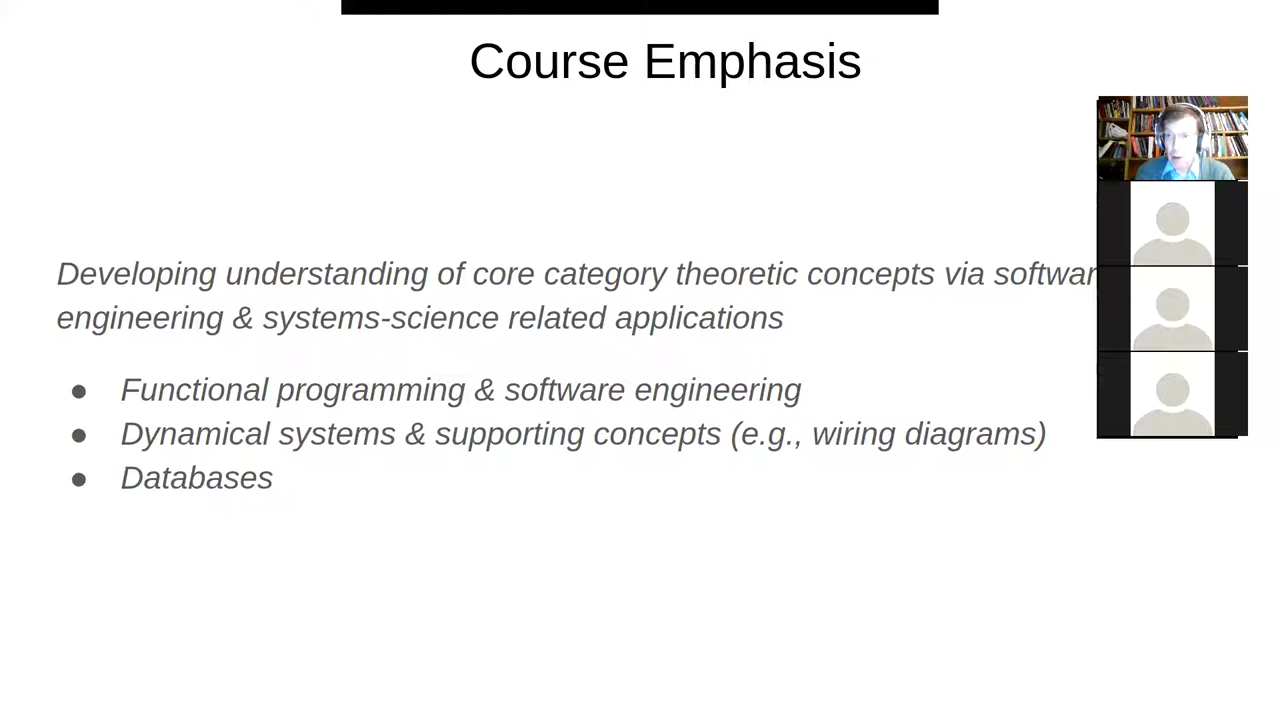 Course Emphasis
Developing understanding of core category theoretic concepts via softwar
engineering & systems-science related applications
● Functional programming & software engineering
● Dynamical systems & supporting concepts (e.g., wiring diagrams)
● Databases